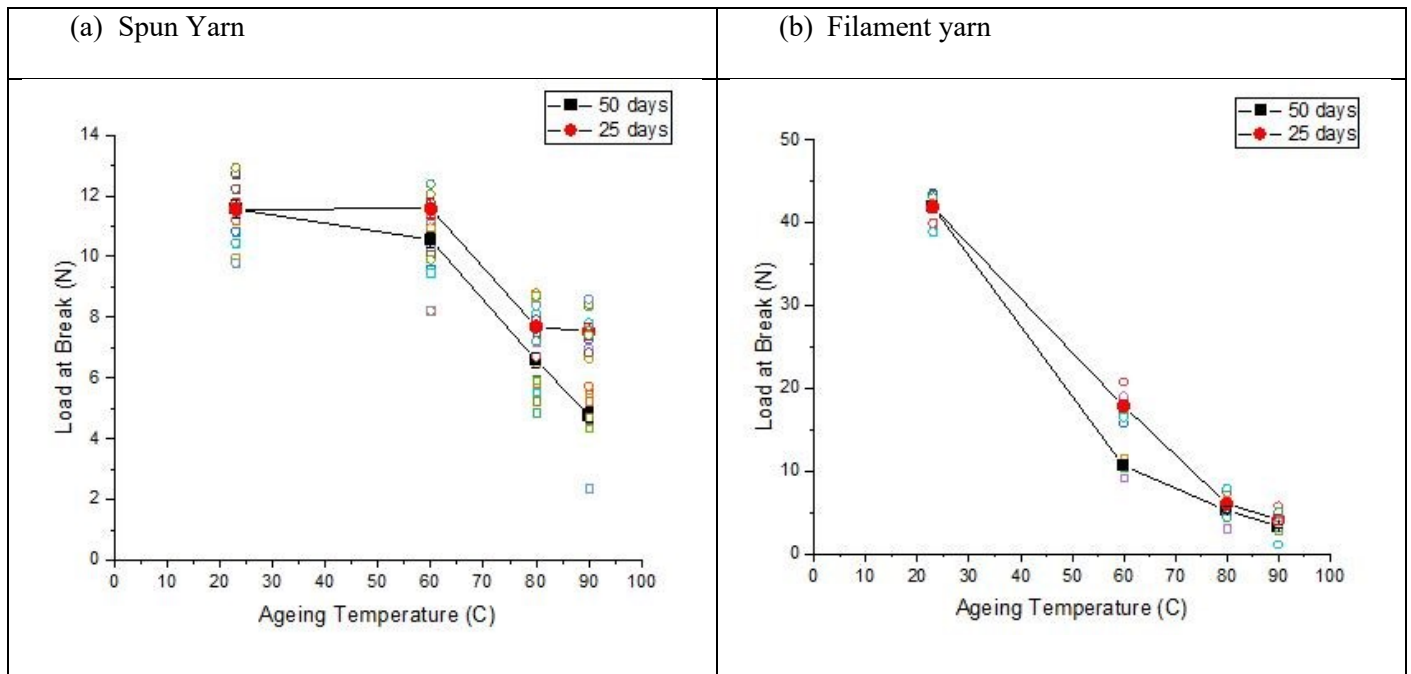 (a) Spun Yarn
(b) Filament yarn
50 days
25 days
14
12
10
8
6
4
2
0
Load at Break (N)
0 10 20 30 40 50 60 70 80 90 100
Ageing Temperature (C)
50 days
25 days
50
40
30
20
10
0
Load at Break (N)
0 10 20 30 40 50 60 70 80 90 100
Ageing Temperature (C)